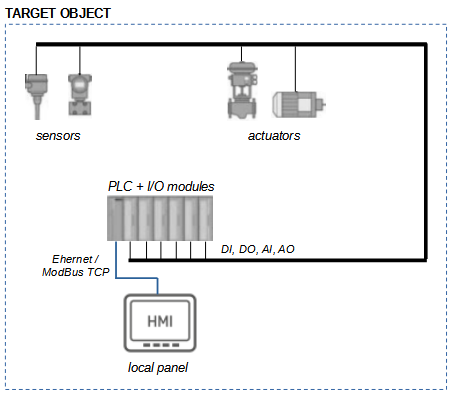 TARGET OBJECT
sensors
actuators
PLC + I/O modules
DI, DO, AI, AO
Ehernet /
ModBus TCP
HMI
local panel